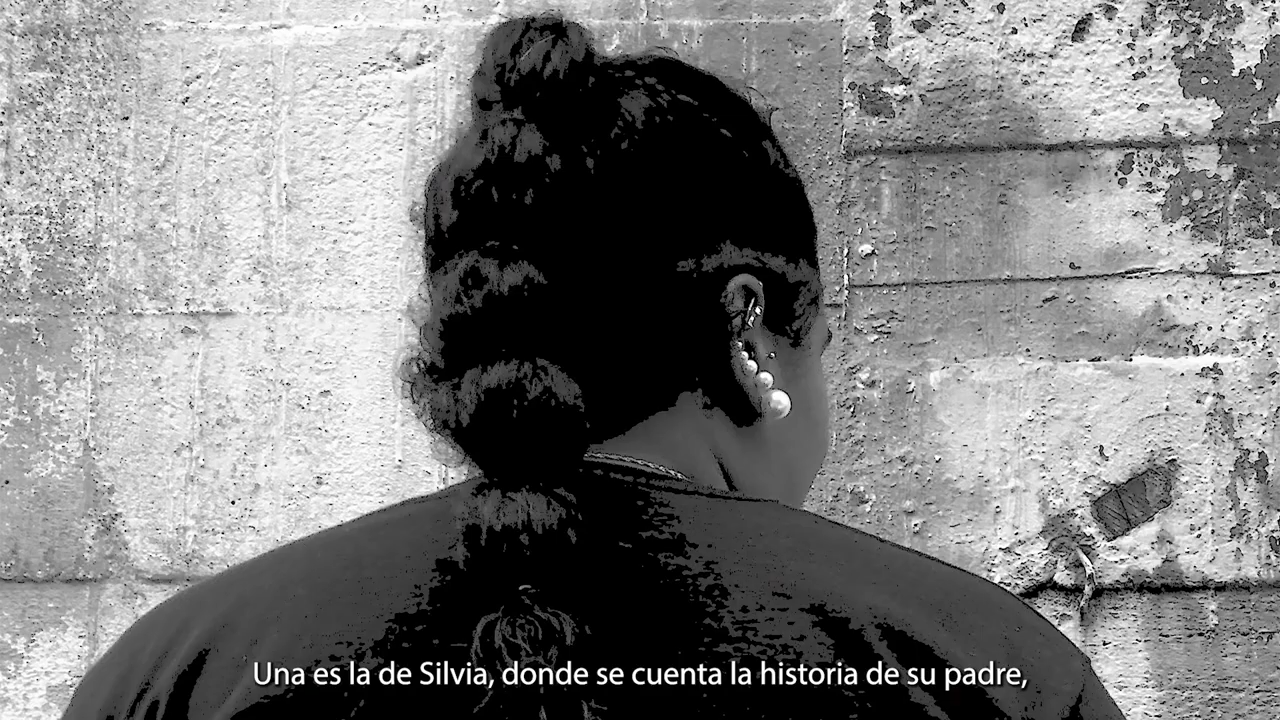 Una es la de Silvia, donde se cuenta la historia de su padre,